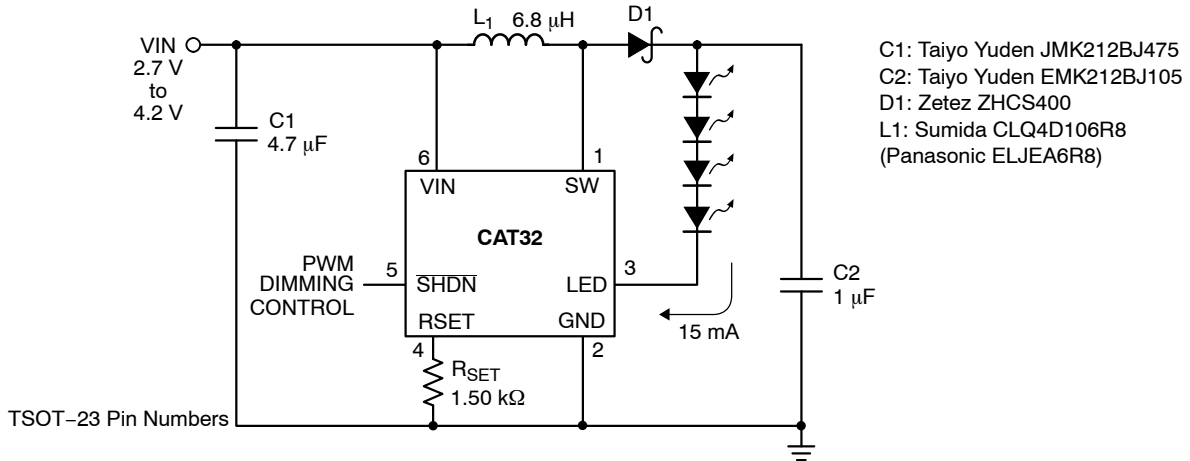 L1 6.8 μH
D1
VIN
2.7 V
to
4.2 V
C1
4.7 μF
6
1
VIN
SW
CAT32
PWM
DIMMING
CONTROL
5
SHDN
LED
3
RSET
GND
4
2
RSET
1.50 kΩ
15 mA
C2
1 μF
TSOT−23 Pin Numbers
C1: Taiyo Yuden JMK212BJ475
C2: Taiyo Yuden EMK212BJ105
D1: Zetez ZHCS400
L1: Sumida CLQ4D106R8
(Panasonic ELJEA6R8)